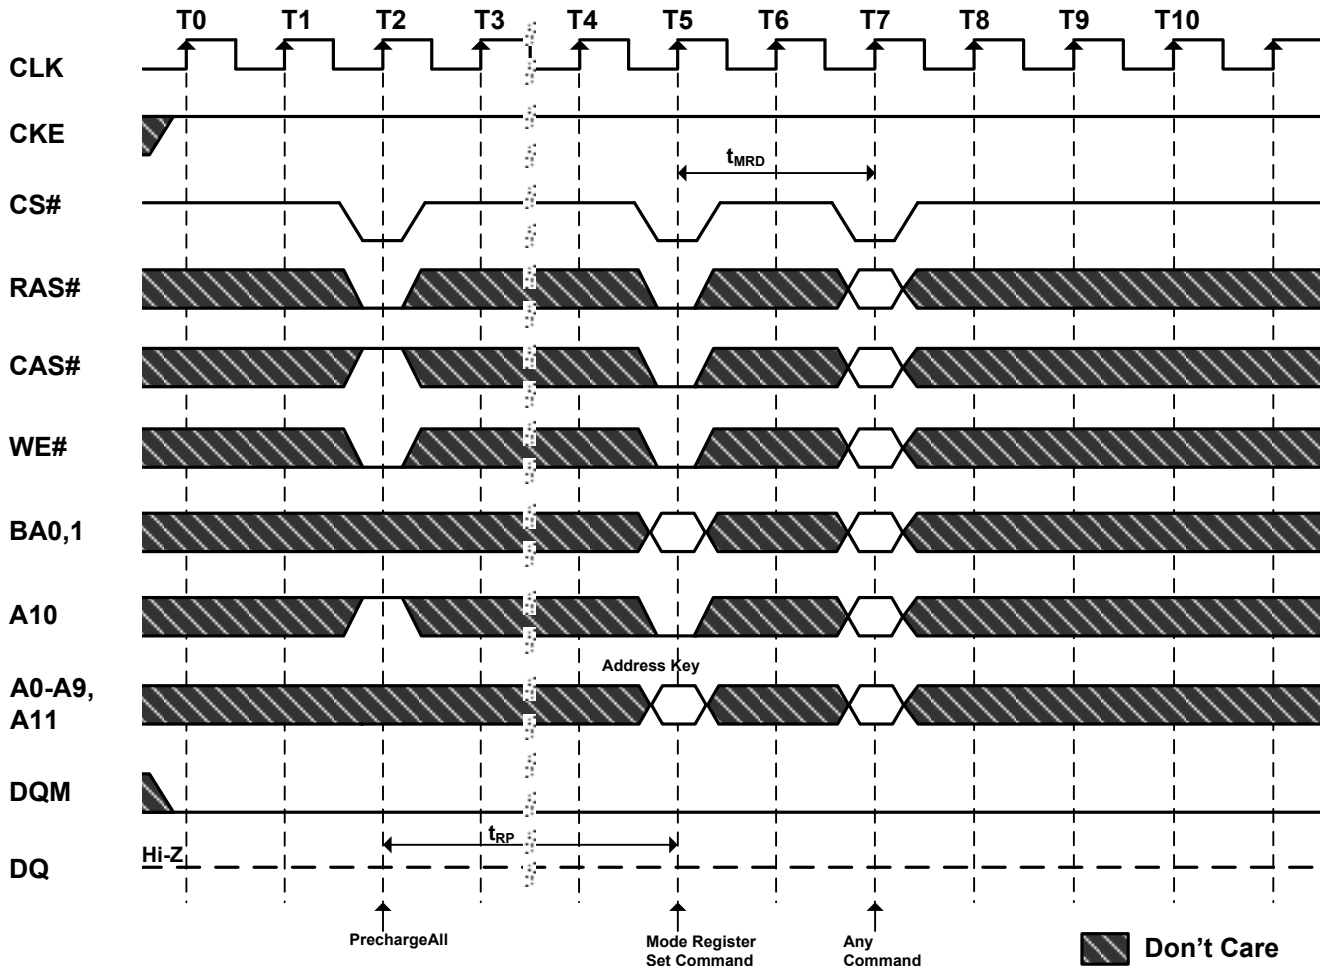 T0 T1 T2 T3 T4 T5 T6 T7 T8 T9 T10
CLK
CKE
tMRD
CS#
RAS#
CAS#
WE#
BA0,1
A10
Address Key
A0-A9,
A11
DQM
tRP
Hi-Z
DQ
PrechargeAll
Mode Register
Set Command
Any
Command
Don't Care